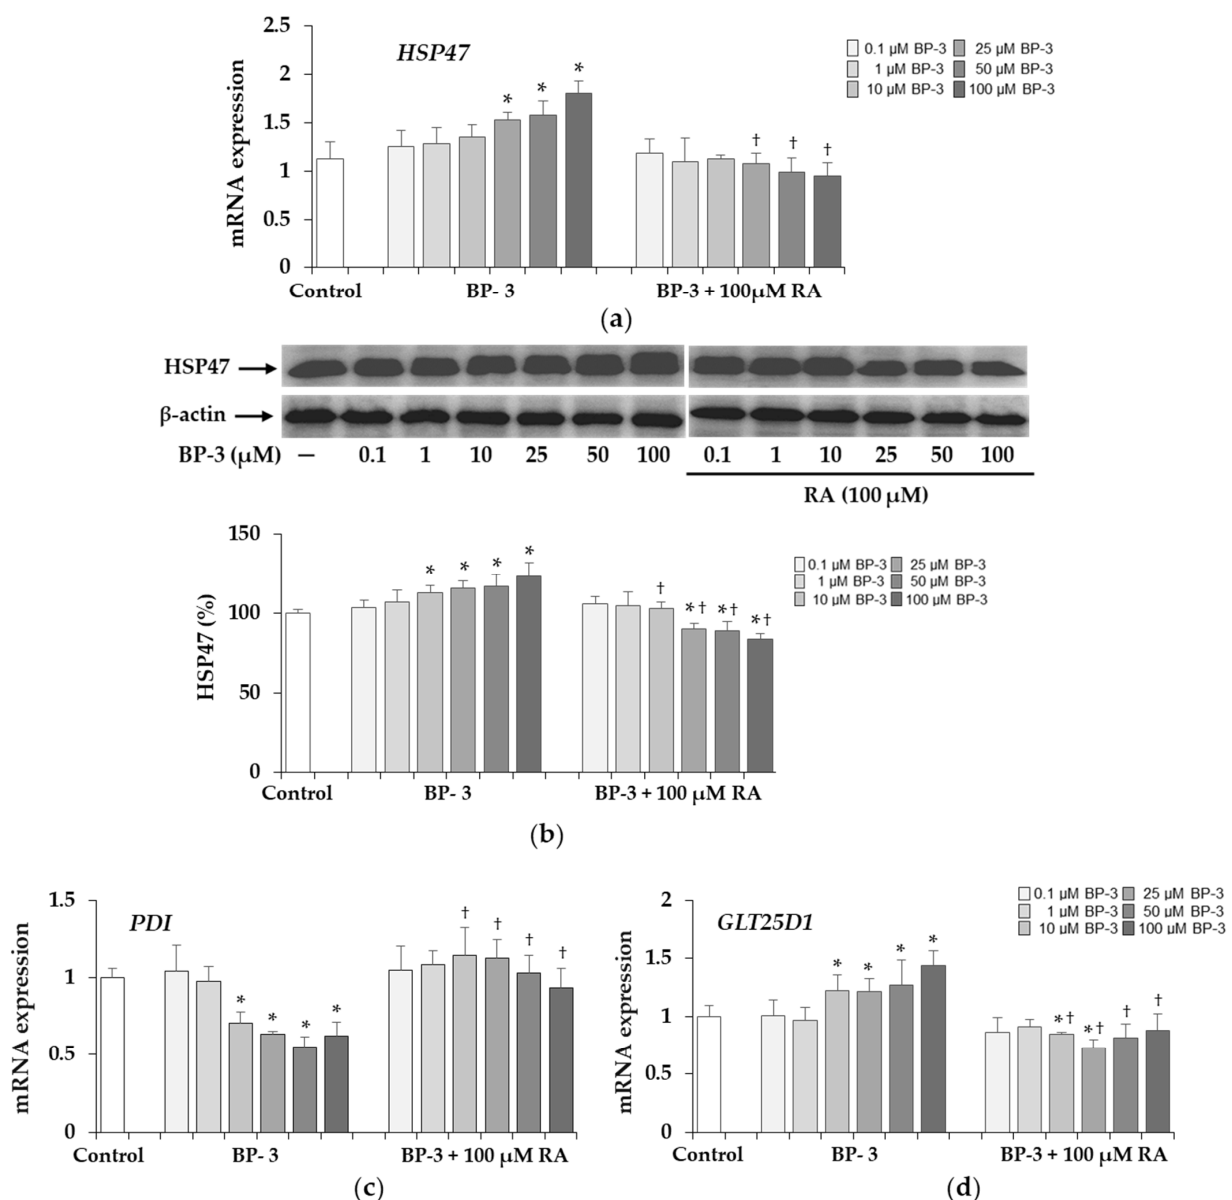 2.5
2
1.5
1
0.5
0
mRNA expression
HSP47
* * *
† † †
0.1 µM BP-3 25 µM BP-3
1 µM BP-3 50 µM BP-3
10 µM BP-3 100 µM BP-3
Control BP- 3 BP-3 + 100µM RA
(a)
HSP47
β-actin
BP-3 (µM) – 0.1 1 10 25 50 100 0.1 1 10 25 50 100
RA (100 µM)
150
100
50
0
HSP47 (%)
* * * *
† *† *† *†
0.1 µM BP-3 25 µM BP-3
1 µM BP-3 50 µM BP-3
10 µM BP-3 100 µM BP-3
Control BP- 3 BP-3 + 100 µM RA
(b)
1.5
1
0.5
0
mRNA expression
PDI
* * * *
† † † †
Control BP- 3 BP-3 + 100 µM RA
(c)
2
1.5
1
0.5
0
mRNA expression
GLT25D1
* * * *
*† *† † †
0.1 µM BP-3 25 µM BP-3
1 µM BP-3 50 µM BP-3
10 µM BP-3 100 µM BP-3
Control BP- 3 BP-3 + 100 µM RA
(d)